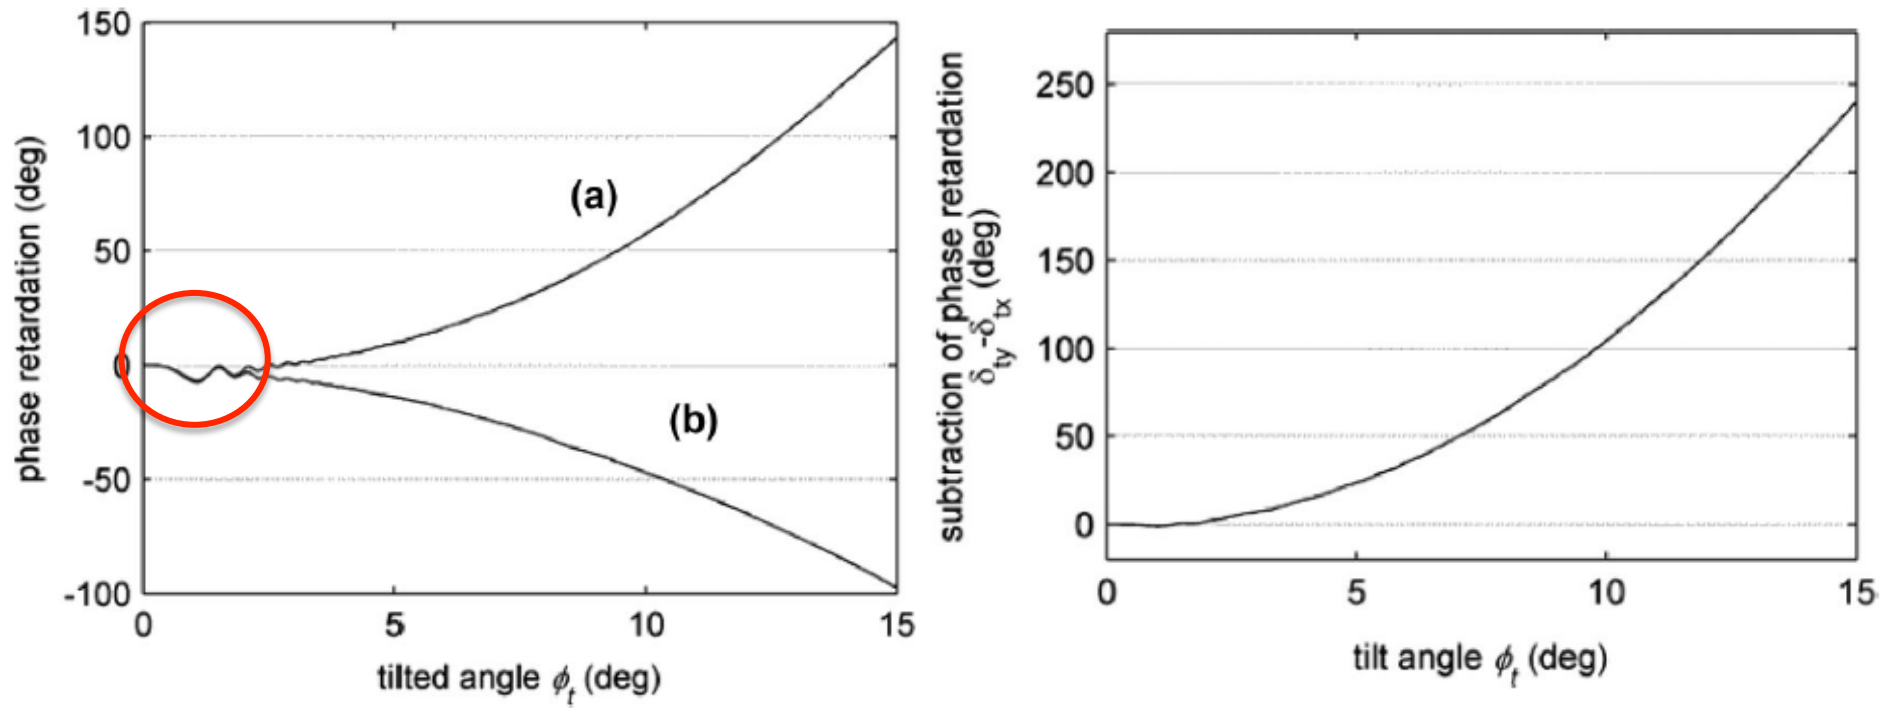 150
100
50
0
-50
-100
0
5
10
15
phase retardation (deg)
tilted angle ϕt (deg)
(a)
(b)
250
200
150
100
50
0
0
5
10
15
subtraction of phase retardation
δty-δtx (deg)
tilt angle ϕt (deg)